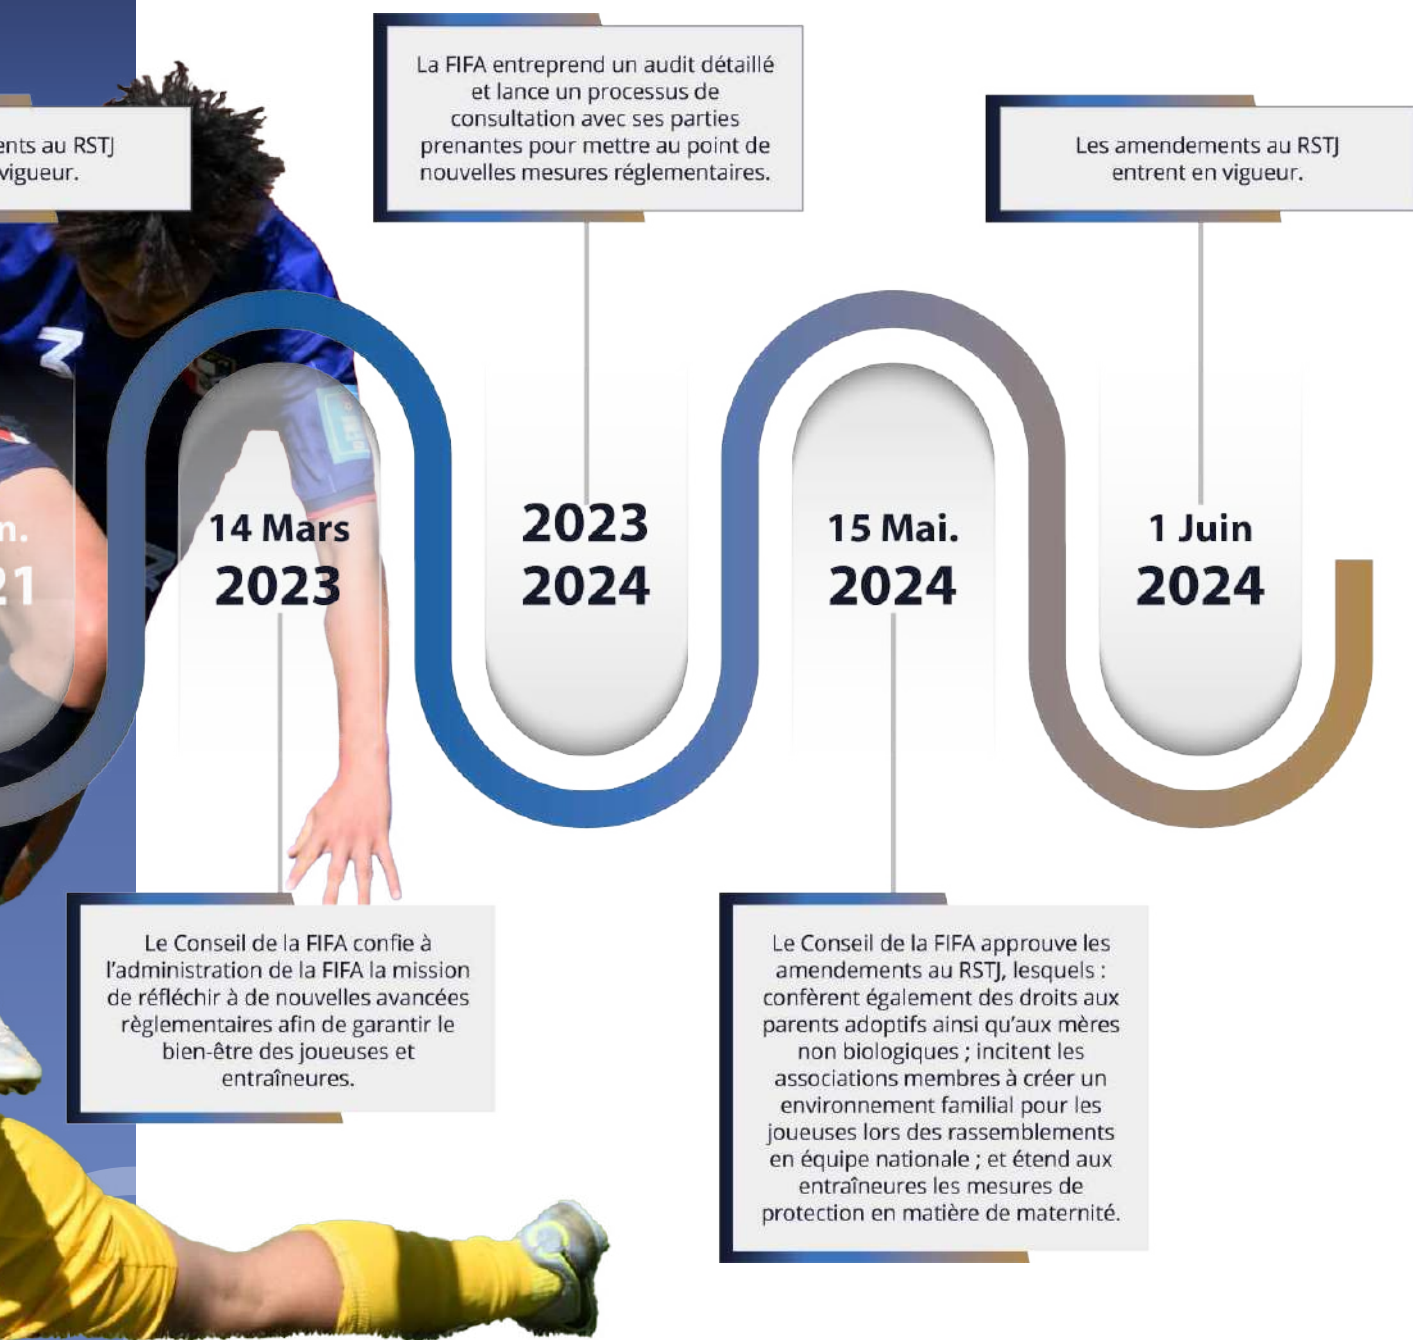 La FIFA entreprend un audit détaillé
et lance un processus de
consultation avec ses parties
prenantes pour mettre au point de
nouvelles mesures réglementaires.
au RSTJ
vigueur.
Les amendements au RSTJ
entrent en vigueur.
3
21
14 Mars
2023
2023
2024
15 Mai.
2024
1 Juin
2024
Le Conseil de la FIFA confie à
l'administration de la FIFA la mission
de réfléchir à de nouvelles avancées
règlementaires afin de garantir le
bien-être des joueuses et
entraîneures.
Le Conseil de la FIFA approuve les
amendements au RSTJ, lesquels :
confèrent également des droits aux
parents adoptifs ainsi qu'aux mères
non biologiques ; incitent les
associations membres à créer un
environnement familial pour les
joueuses lors des rassemblements
en équipe nationale ; et étend aux
entraîneures les mesures de
protection en matière de maternité.